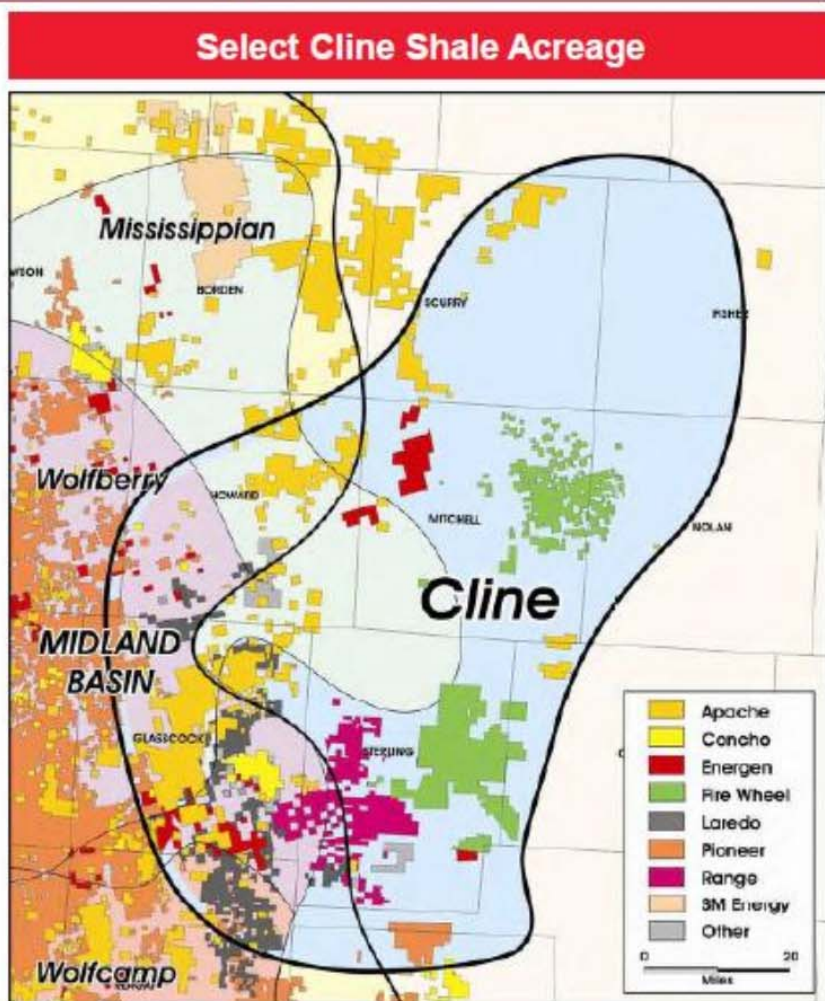 Select Cline Shale Acreage
Mississippian
BORDEN
SCURRY
Wolfberry
HOWARD
MITCHELL
NOLAN
Cline
MIDLAND
BASIN
GLASSCOCK
STERLING
Wolfcamp
Apache
Concho
Energen
Fire Wheel
Laredo
Pioneer
Range
SM Energy
Other
0 20
Miles